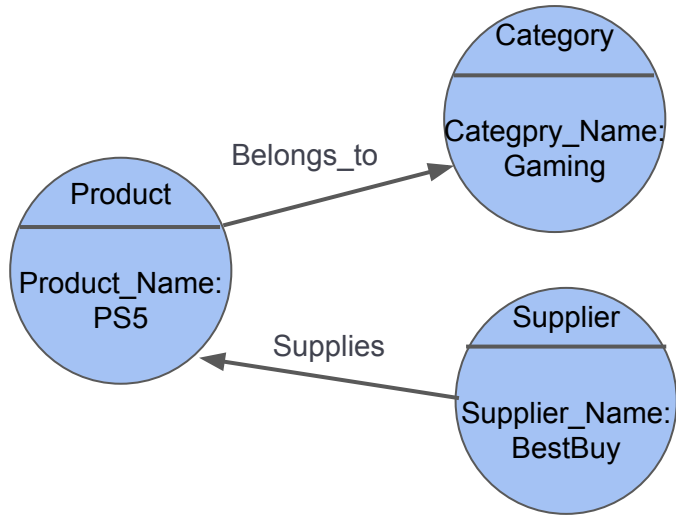 Category
Categpry_Name:
Gaming
Belongs_to
Product
Product_Name:
PS5
Supplies
Supplier
Supplier_Name:
BestBuy